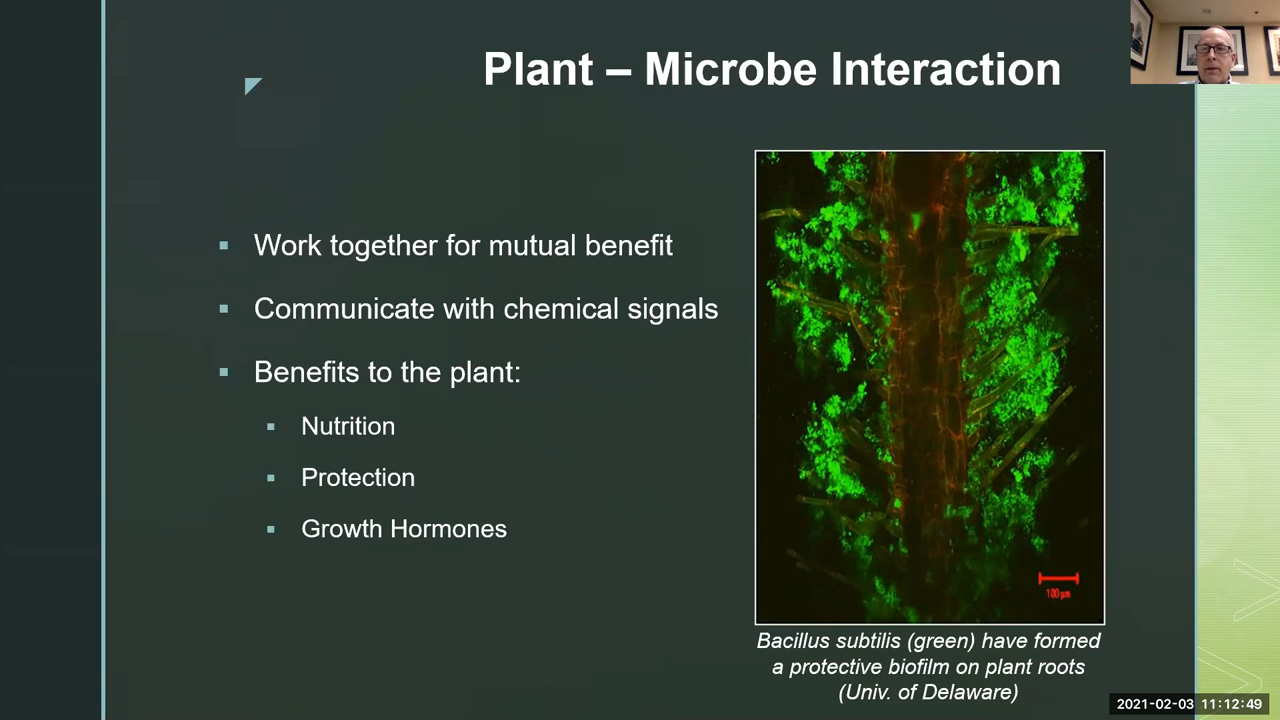 Plant – Microbe Interaction
Work together for mutual benefit
Communicate with chemical signals
Benefits to the plant:
Nutrition
Protection
Growth Hormones
100 µm
Bacillus subtilis (green) have formed
a protective biofilm on plant roots
(Univ. of Delaware)
2021-02-03 11:12:49